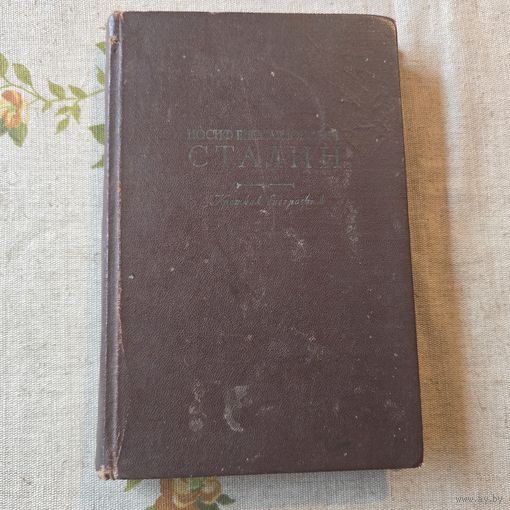 ИОСИФ ВИССАРИОНОВИЧ
СТАЛИН
Краткая биография
www.ay.by